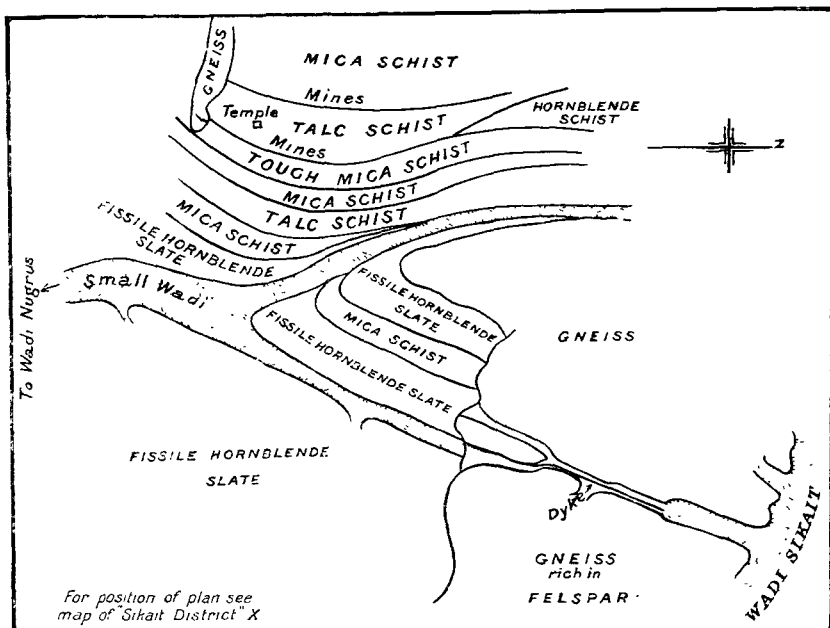 GNEISS
MICA SCHIST
Mines
Temple
TALC SCHIST
HORNBLENDE
SCHIST
Mines
TOUGH MICA SCHIST
MICA SCHIST
TALC SCHIST
MICA SCHIST
FISSILE HORNBLENDE
SLATE
Small Wadi
To Wadi Nugrus
N
FISSILE HORNBLENDE
SLATE
MICA SCHIST
FISSILE HORNBLENDE SLATE
GNEISS
FISSILE HORNBLENDE
SLATE
Dyke
GNEISS
rich in
FELSPAR
WADI SIKAIT
For position of plan see
map of "Sikait District" X